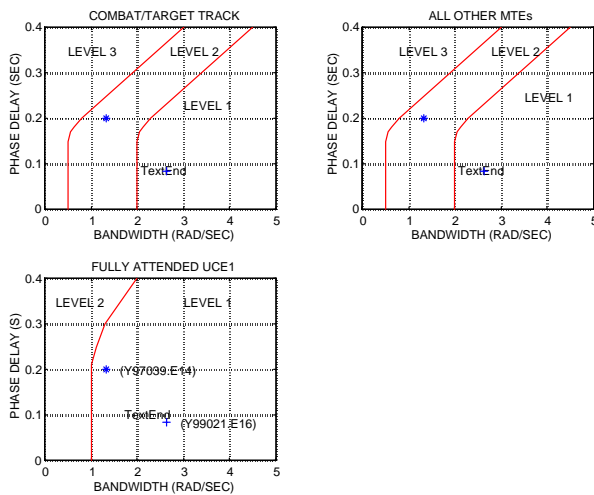 COMBAT/TARGET TRACK
PHASE DELAY (SEC)
0.4
0.3
0.2
0.1
0
LEVEL 3
LEVEL 2
LEVEL 1
TextEnd
0 1 2 3 4 5
BANDWIDTH (RAD/SEC)
ALL OTHER MTEs
PHASE DELAY (SEC)
0.4
0.3
0.2
0.1
0
LEVEL 3
LEVEL 2
LEVEL 1
TextEnd
0 1 2 3 4 5
BANDWIDTH (RAD/SEC)
FULLY ATTENDED UCE1
PHASE DELAY (S)
0.4
0.3
0.2
0.1
0
LEVEL 2
LEVEL 1
(Y97039.E14)
TextEnd
(Y99021.E16)
0 1 2 3 4 5
BANDWIDTH (RAD/SEC)